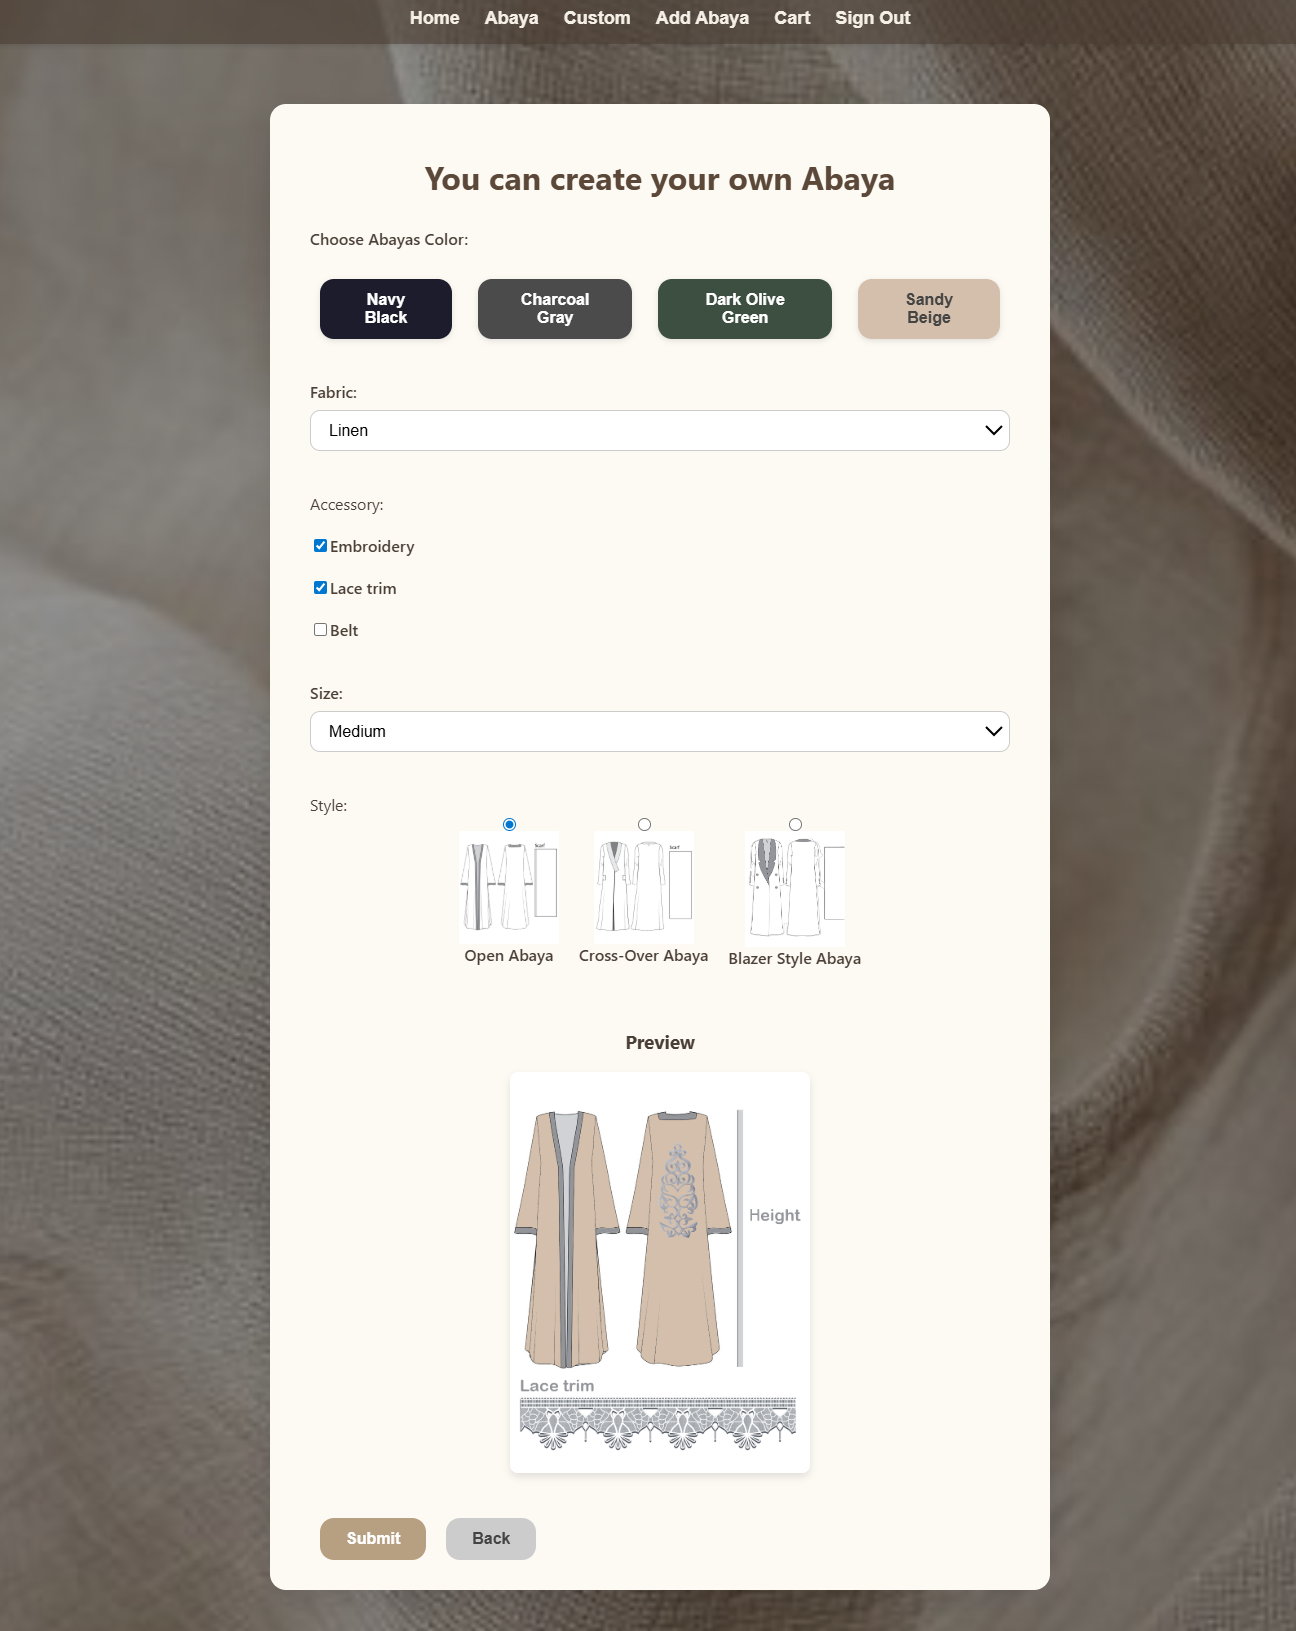 Home Abaya Custom Add Abaya Cart Sign Out
You can create your own Abaya
Choose Abayas Color:
Navy Black
Charcoal Gray
Dark Olive Green
Sandy Beige
Fabric:
Linen
Accessory:
Embroidery
Lace trim
Belt
Size:
Medium
Style:
Scarf
Scarf
Open Abaya
Cross-Over Abaya
Blazer Style Abaya
Preview
Height
Lace trim
Submit
Back